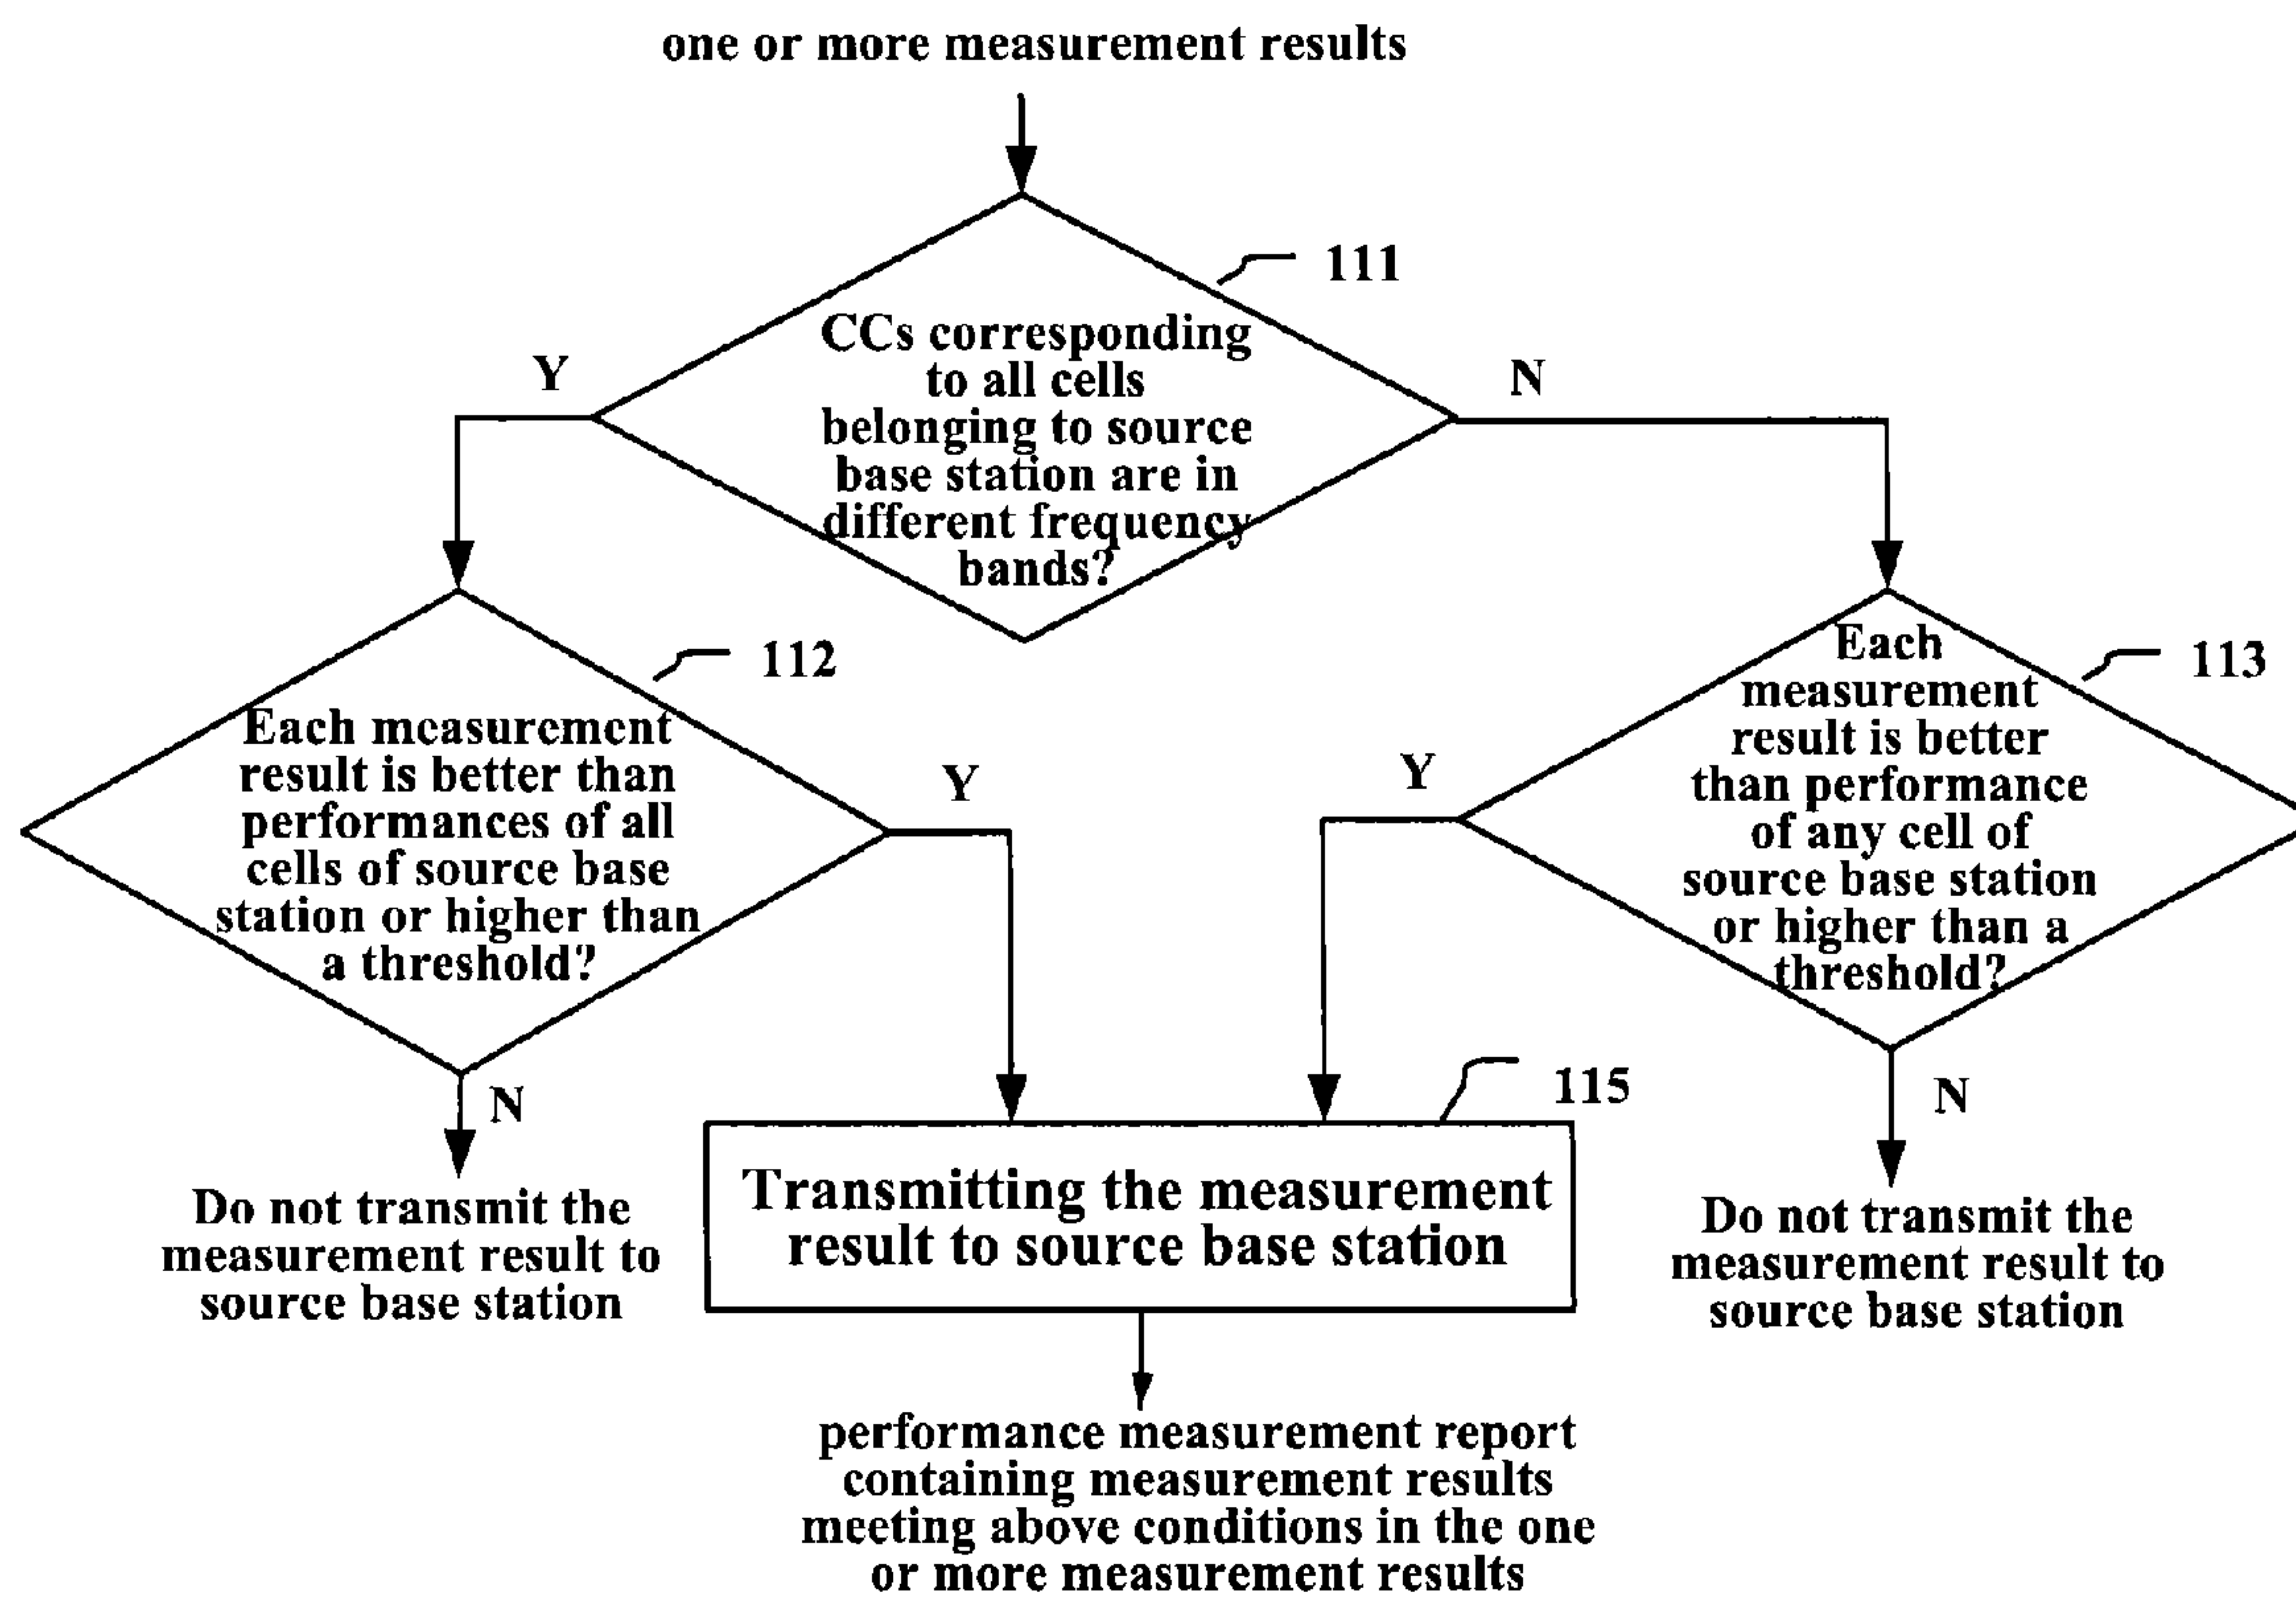 one or more measurement results
111
CCs corresponding
to all cells
belonging to source
base station are in
different frequency
bands?
Y
N
112
Each measurement
result is better than
performances of all
cells of source base
station or higher than
a threshold?
Y
N
113
Each
measurement
result is better
than performance
of any cell of
source base station
or higher than a
threshold?
Y
N
Do not transmit the
measurement result to
source base station
115
Transmitting the measurement
result to source base station
Do not transmit the
measurement result to
source base station
performance measurement report
containing measurement results
meeting above conditions in the one
or more measurement results